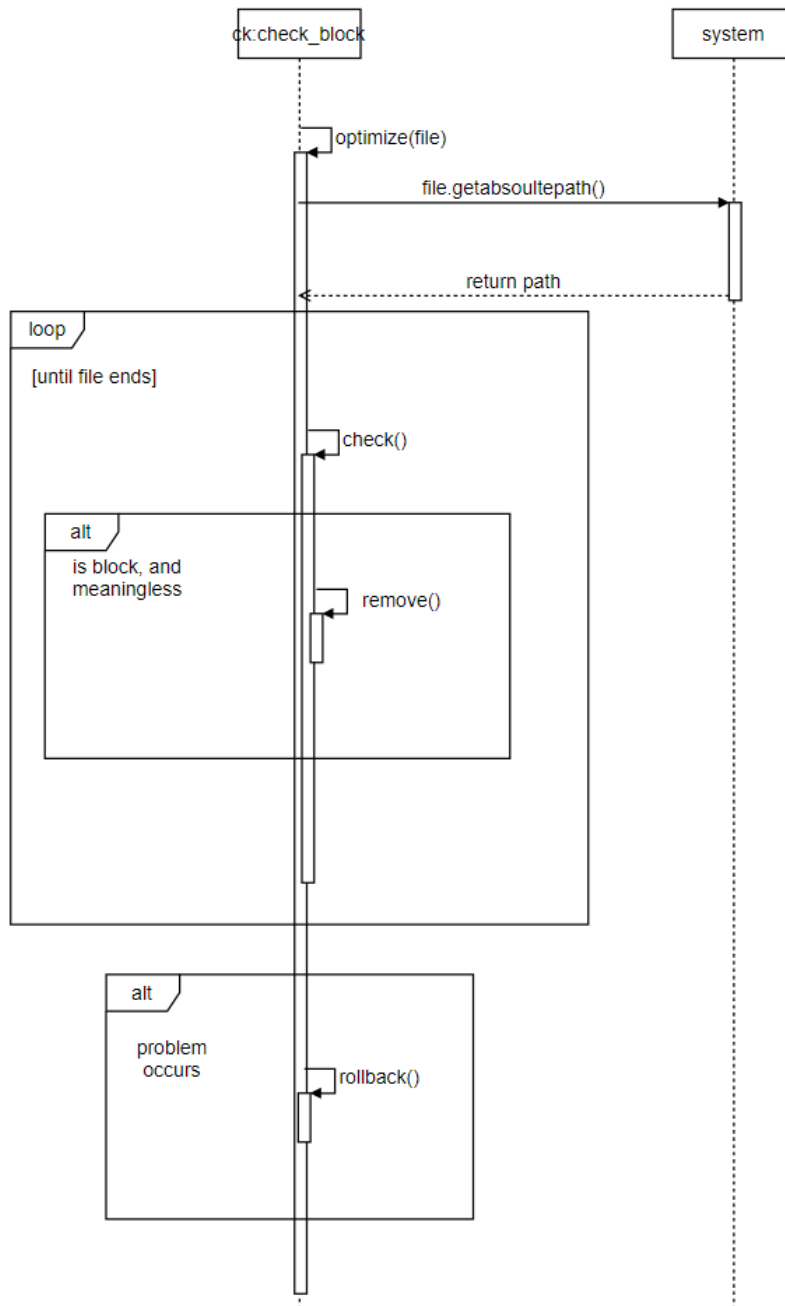 ck:check_block
system
optimize(file)
file.getabsoultepath()
return path
loop
[until file ends]
check()
alt
is block, and
meaningless
remove()
alt
problem
occurs
rollback()